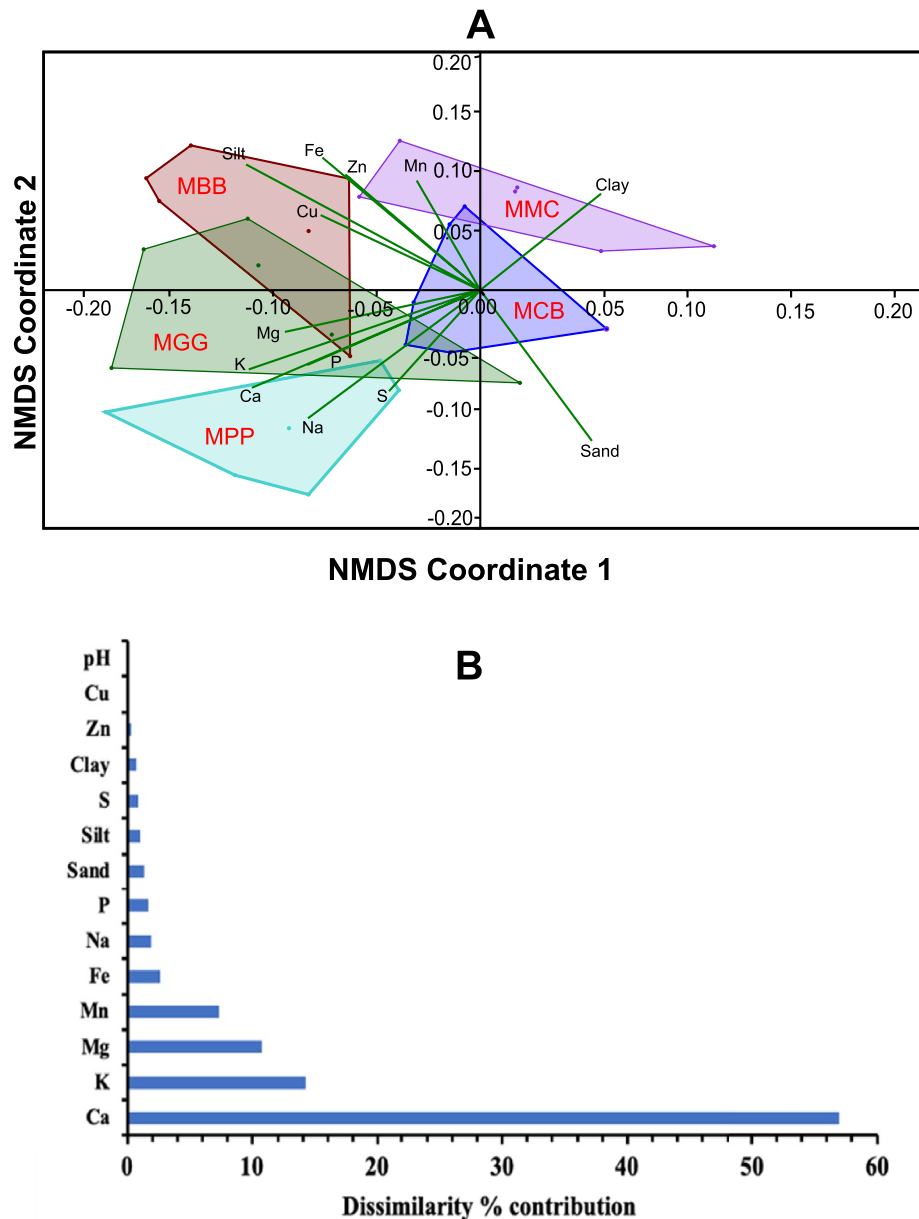 A
NMDS Coordinate 2
0.20
0.15
0.10
0.05
Silt
Fe
Zn
Mn
Clay
MBB
MMC
Cu
-0.20
-0.15
-0.10
-0.05
0.00
0.05
0.10
0.15
0.20
MCB
Mg
MGG
K
P
-0.05
Ca
S
-0.10
Na
MPP
Sand
-0.15
-0.20
NMDS Coordinate 1
B
pH
Cu
Zn
Clay
S
Silt
Sand
P
Na
Fe
Mn
Mg
K
Ca
0 10 20 30 40 50 60
Dissimilarity % contribution